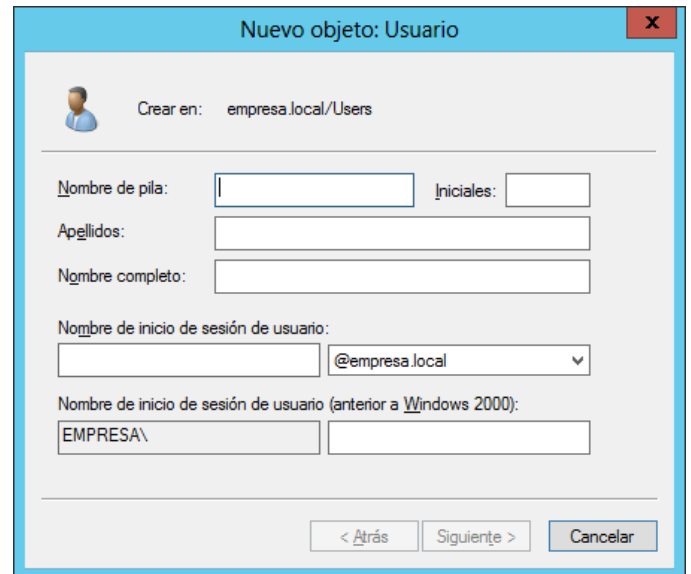 Nuevo objeto: Usuario
x
Crear en: empresa.local/Users
Nombre de pila: Iniciales:
Apellidos:
Nombre completo:
Nombre de inicio de sesión de usuario:
@empresa.local
Nombre de inicio de sesión de usuario (anterior a Windows 2000):
EMPRESA\
< Atrás Siguiente > Cancelar